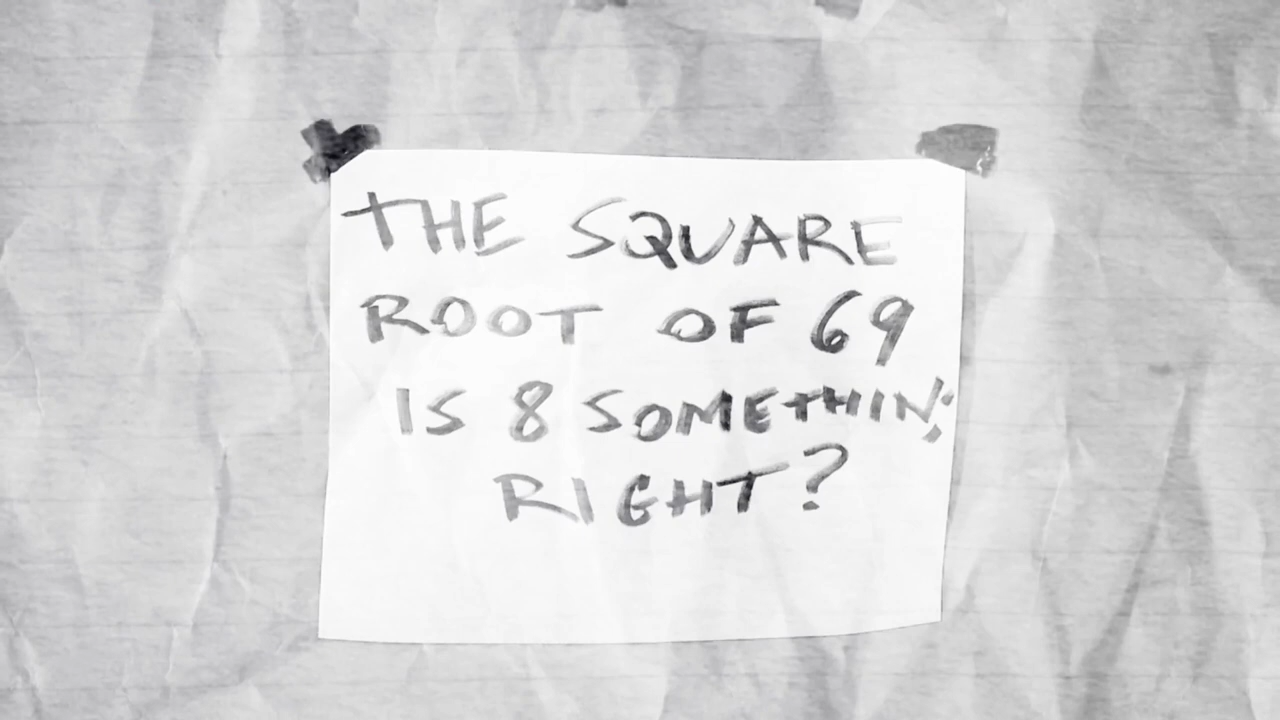 THE SQUARE
ROOT OF 69
IS 8 SOMETHIN',
RIGHT?